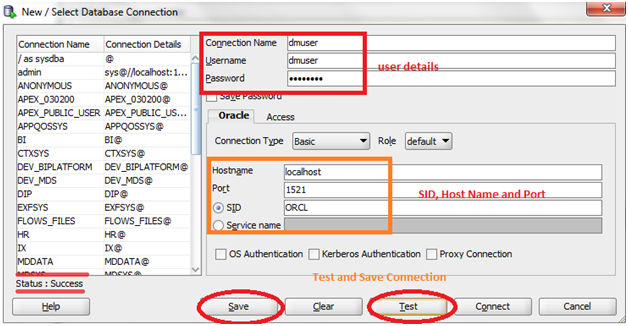 New / Select Database Connection
Connection Name Connection Details
/ as sysdba @
admin sys@//localhost:1...
ANONYMOUS ANONYMOUS@
APEX_030200 APEX_030200@
APEX_PUBLIC_USER APEX_PUBLIC_US...
APPQOSSYS APPQOSSYS@
BI BI@
CTXSYS CTXSYS@
DEV_BIPLATFORM DEV_BIPLATFORM@
DEV_MDS DEV_MDS@
DIP DIP@
EXFSYS EXFSYS@
FLOWS_FILES FLOWS_FILES@
HR HR@
IX IX@
MDDATA MDDATA@
MDSYS MDSYS@
Status : Success
Connection Name dmuser
Username dmuser
Password ••••••••
user details
Save Password
Oracle Access
Connection Type Basic Role default
Hostname localhost
Port 1521
SID ORCL
Service name
SID, Host Name and Port
OS Authentication Kerberos Authentication Proxy Connection
Test and Save Connection
Help Save Clear Test Connect Cancel